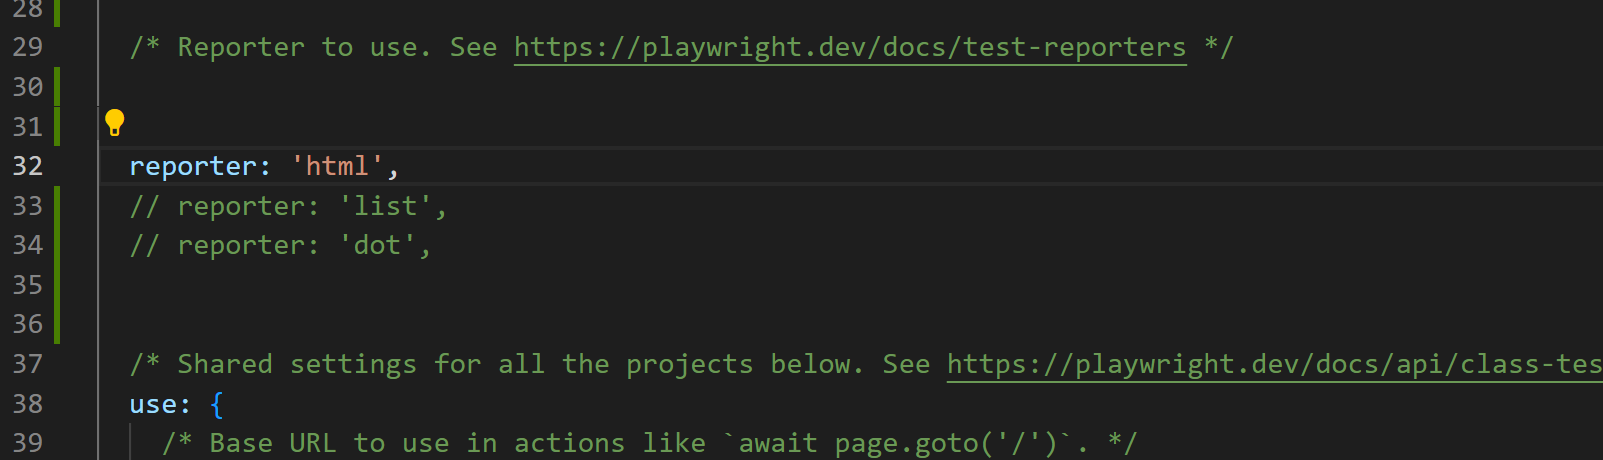 28
29 /* Reporter to use. See https://playwright.dev/docs/test-reporters */
30
31
32 reporter: 'html',
33 // reporter: 'list',
34 // reporter: 'dot',
35
36
37 /* Shared settings for all the projects below. See https://playwright.dev/docs/api/class-tes
38 use: {
39 /* Base URL to use in actions like `await page.goto('/')`. */